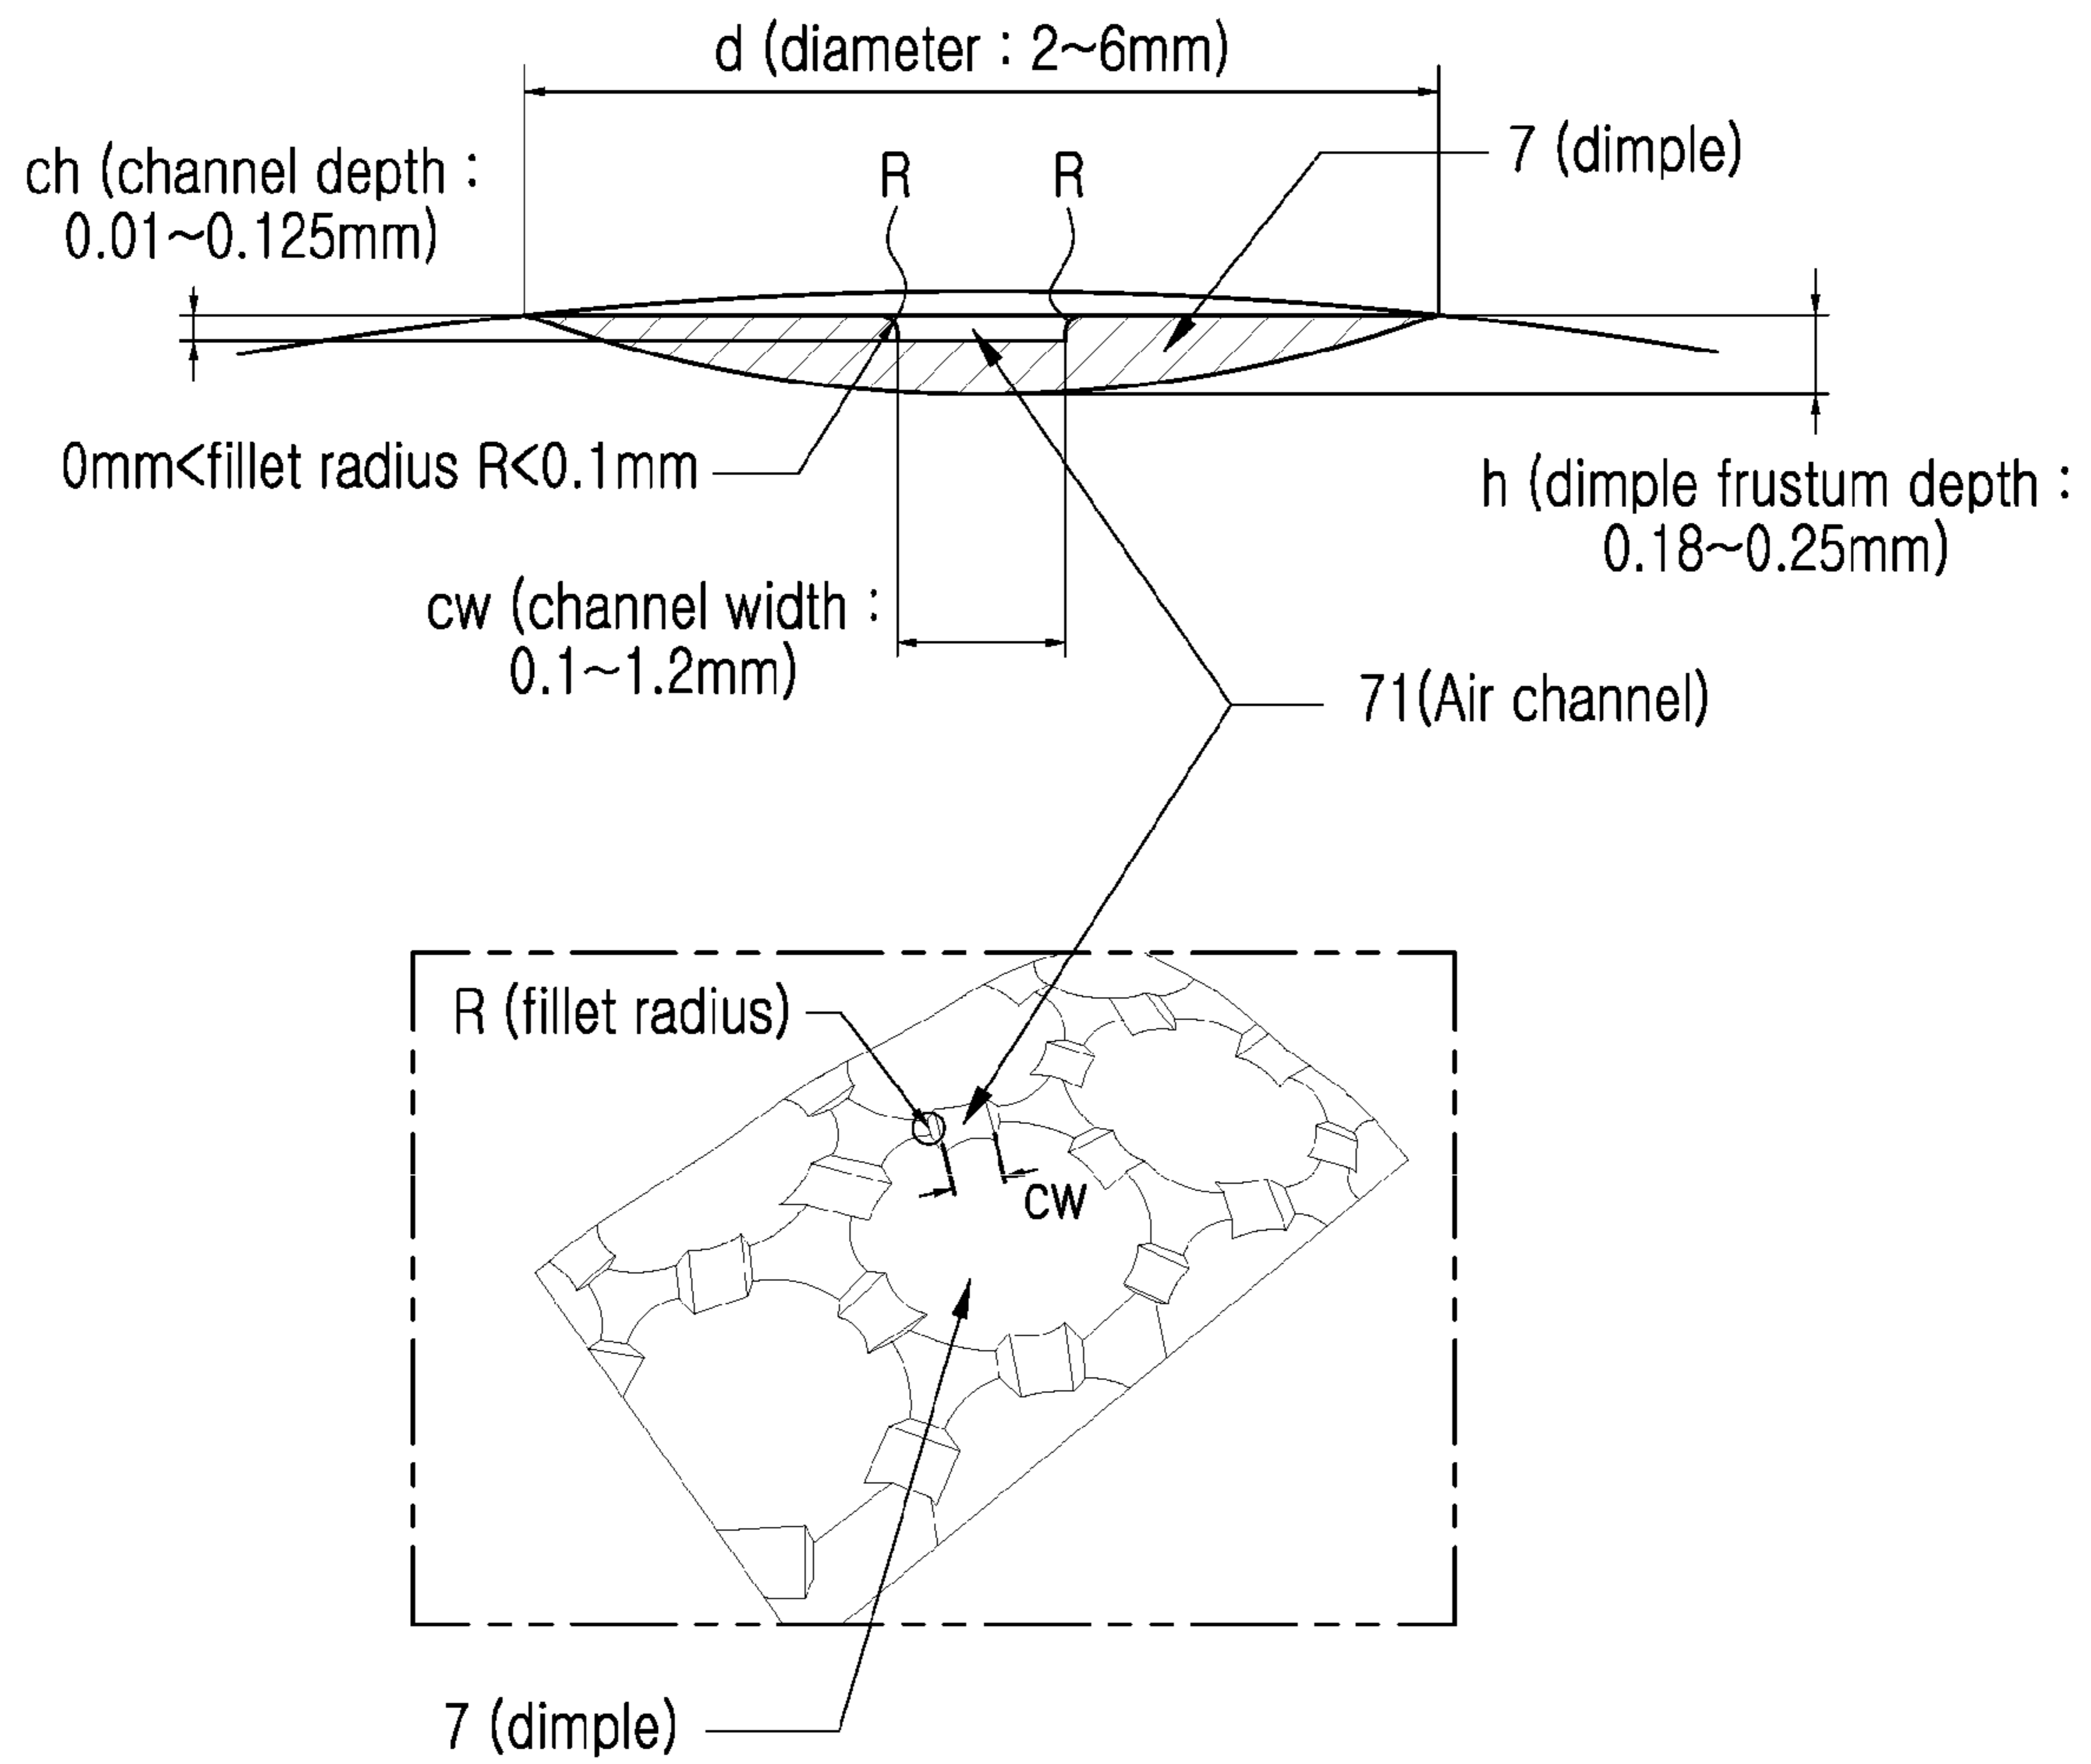 d (diameter : 2~6mm)
7 (dimple)
ch (channel depth :
0.01~0.125mm)
R
R
0mm<fillet radius R<0.1mm
h (dimple frustum depth :
0.18~0.25mm)
cw (channel width :
0.1~1.2mm)
71(Air channel)
R (fillet radius)
cw
7 (dimple)